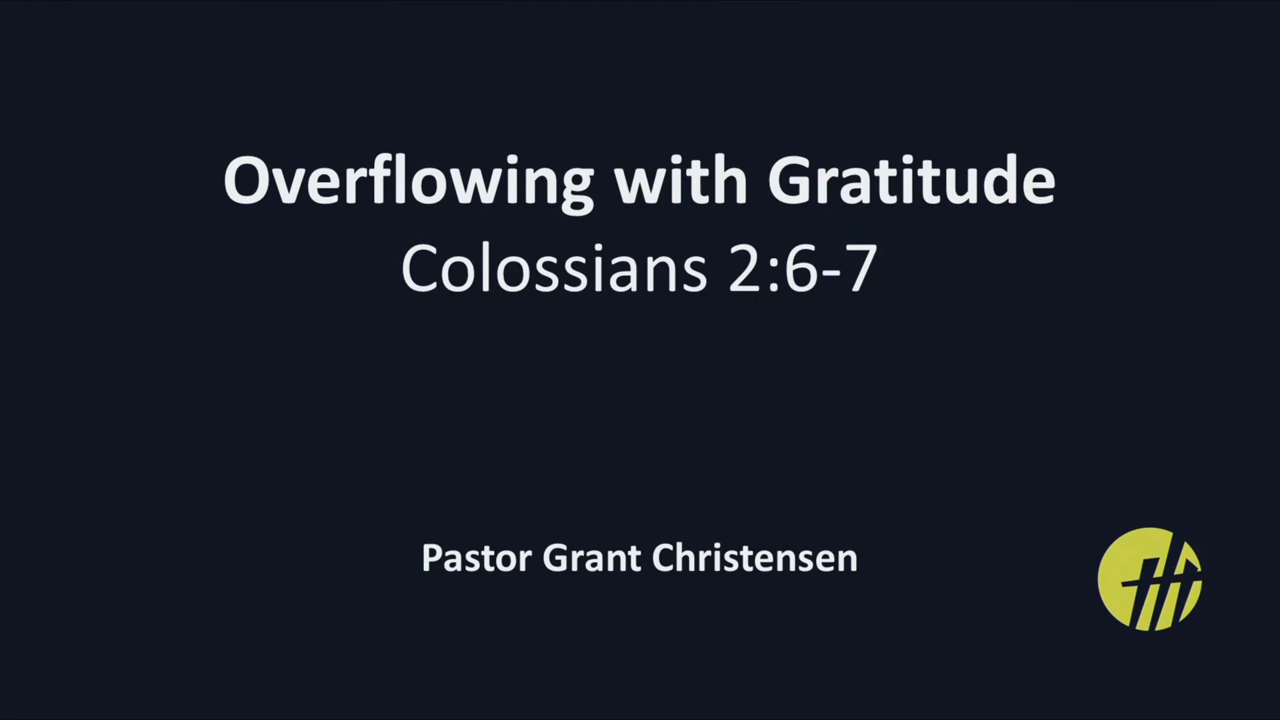 Overflowing with Gratitude
Colossians 2:6-7
Pastor Grant Christensen